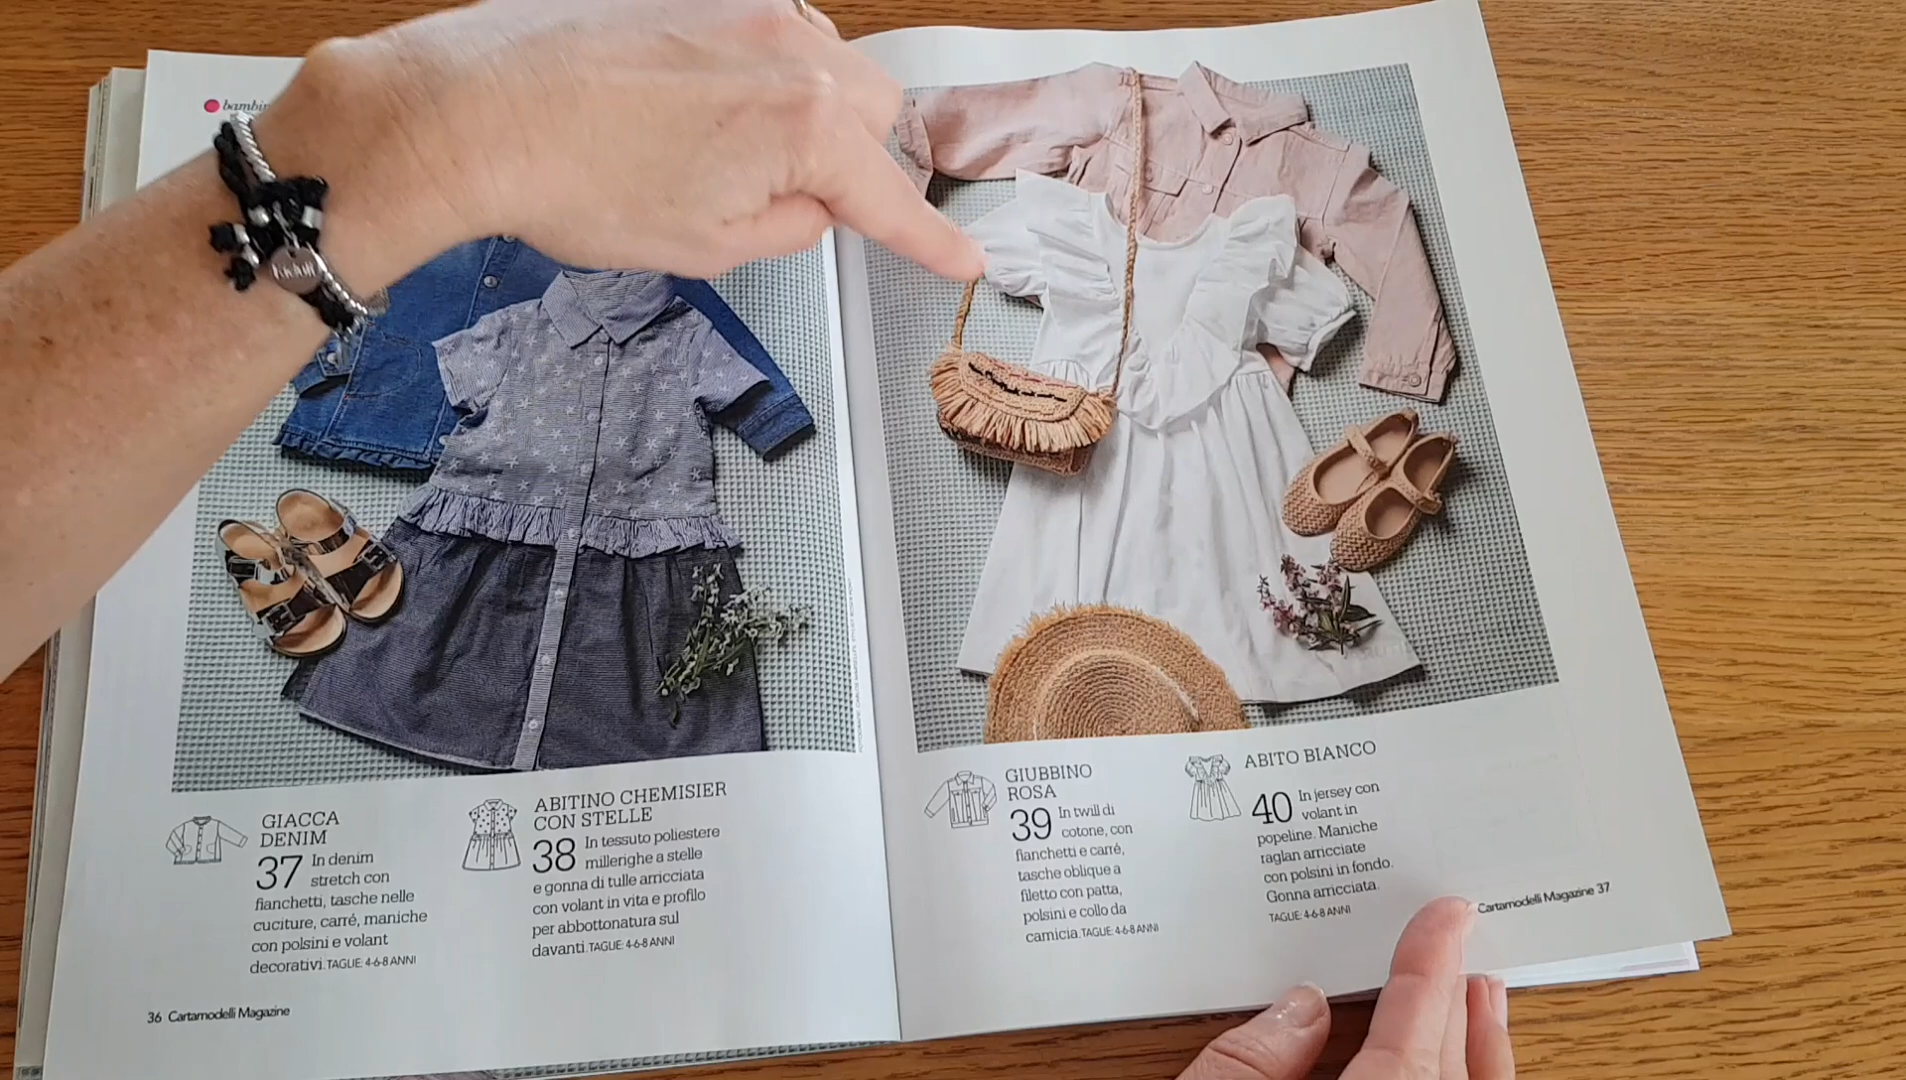 GIACCA
DENIM
37 In denim
stretch con
fianchetti, tasche nelle
cuciture, carré, maniche
con polsini e volant
decorativi. TAGLIE: 4-6-8 ANNI
ABITINO CHEMISIER
CON STELLE
38 In tessuto poliestere
millerighe a stelle
e gonna di tulle arricciata
con volant in vita e profilo
per abbottonatura sul
davanti. TAGLIE: 4-6-8 ANNI
36 Cartamodelli Magazine
GIUBBINO
ROSA
39 In twill di
cotone, con
fianchetti e carré,
tasche oblique a
filetto con patta,
polsini e collo da
camicia. TAGLIE: 4-6-8 ANNI
ABITO BIANCO
40 In jersey con
volant in
popeline. Maniche
raglan arricciate
con polsini in fondo.
Gonna arricciata.
TAGLIE: 4-6-8 ANNI
Cartamodelli Magazine 37